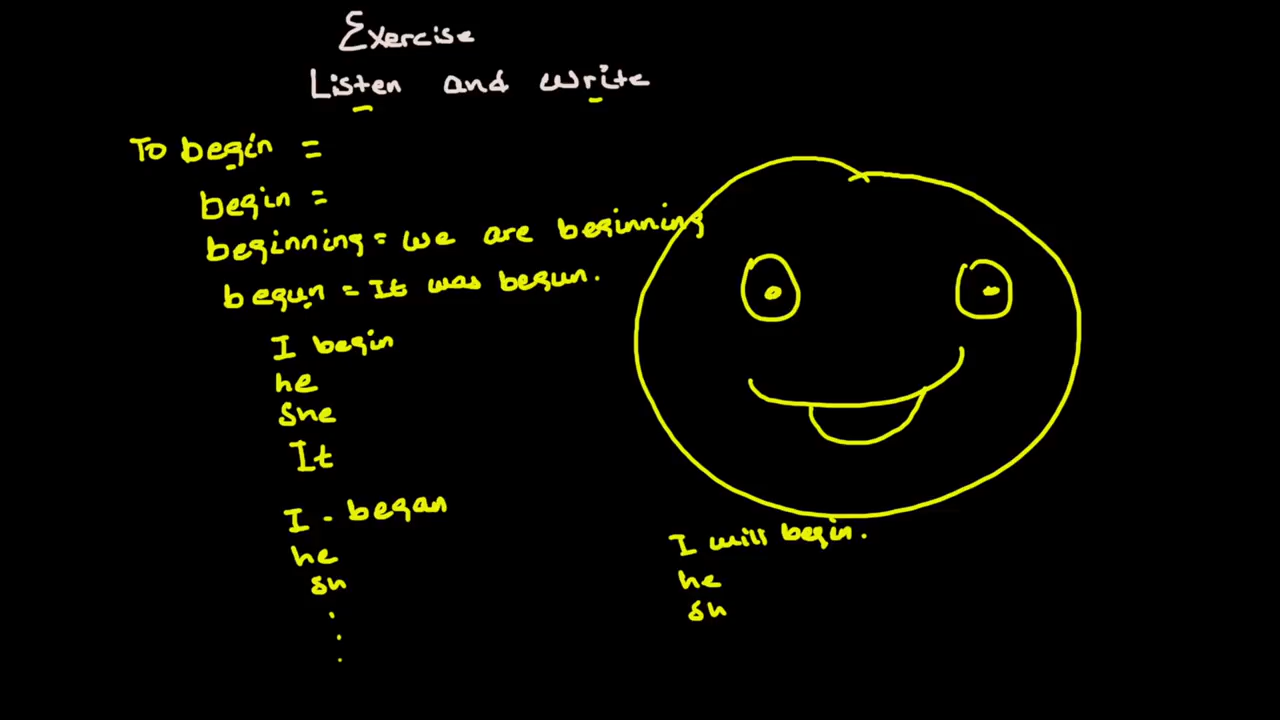 Exercise
Listen and write
To begin =
begin =
beginning = we are beginning
begun = It was begun.
I begin
he
She
It
I - began
he
Sh
.
.
.
I will begin.
he
Sh